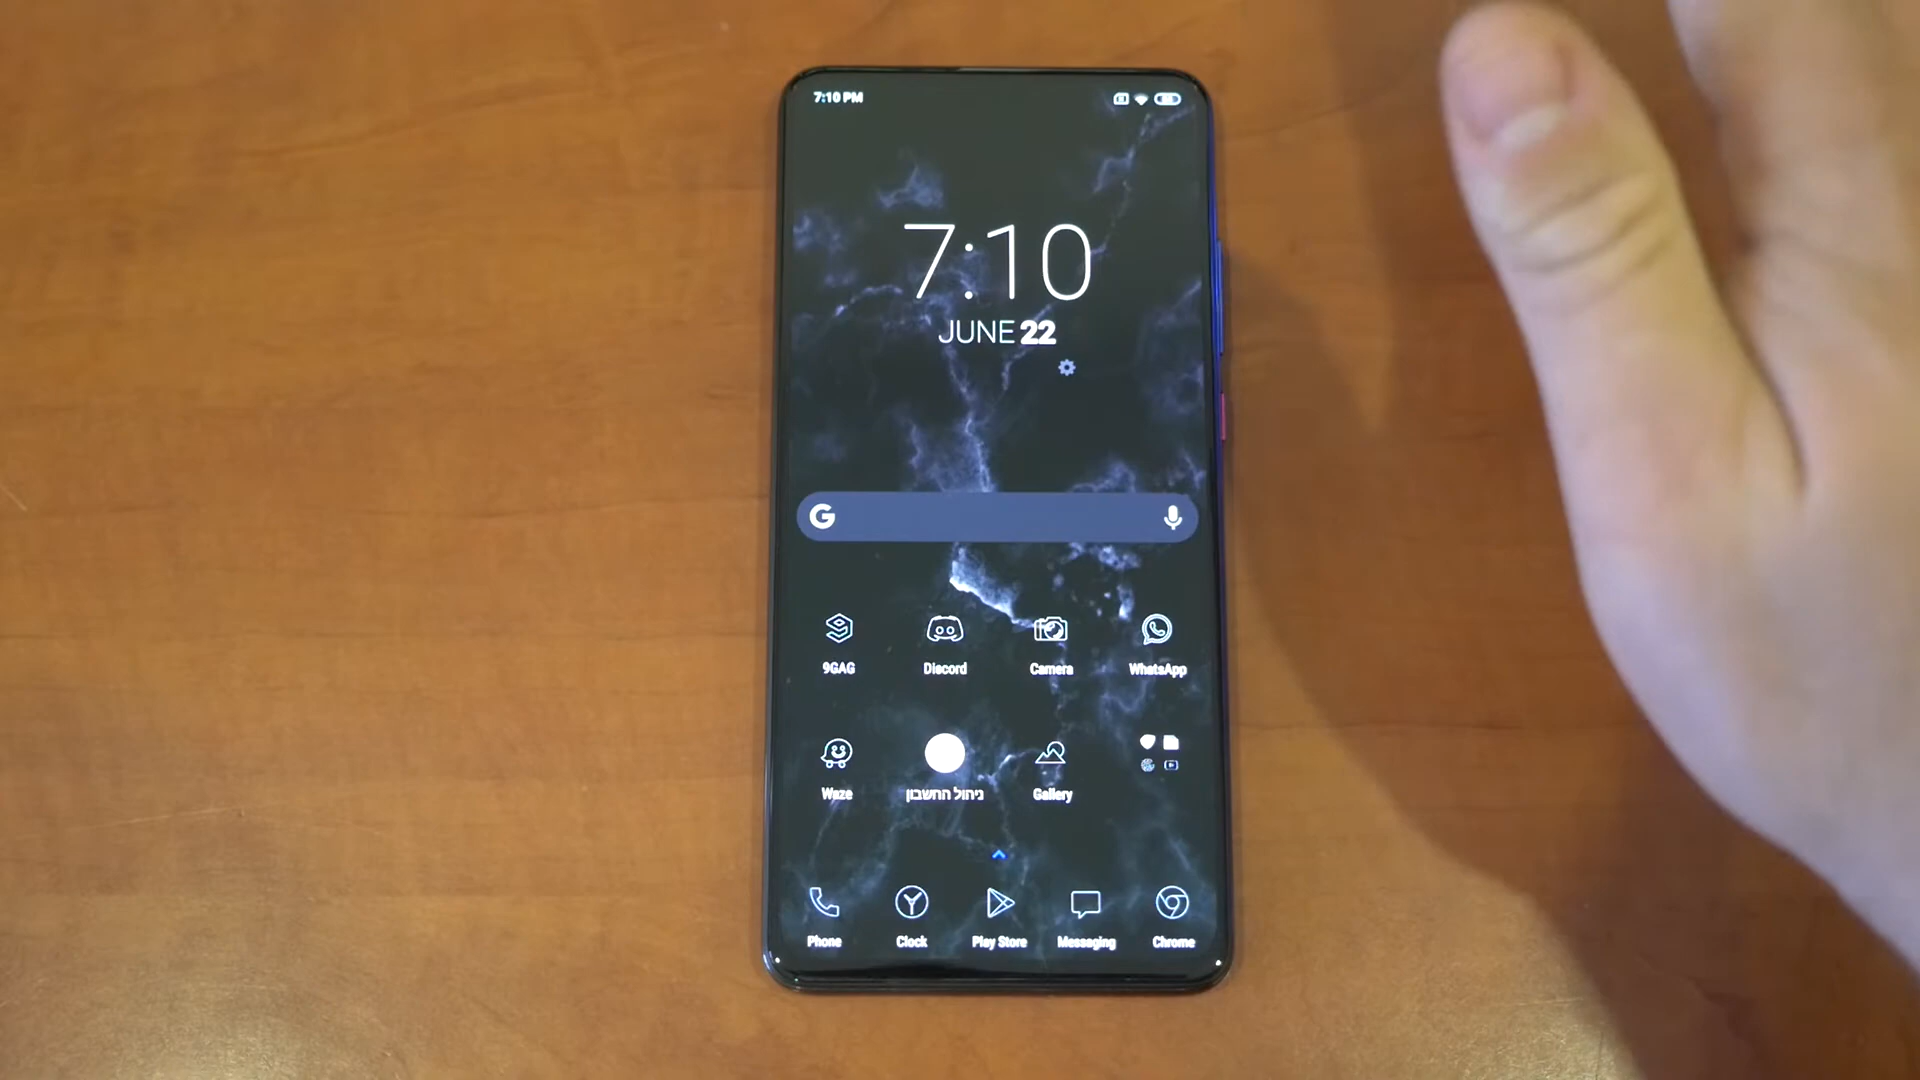 7:10 PM
7:10
JUNE 22
G
9GAG
Discord
Camera
WhatsApp
Waze
ניהול החשבון
Gallery
Phone
Clock
Play Store
Messaging
Chrome